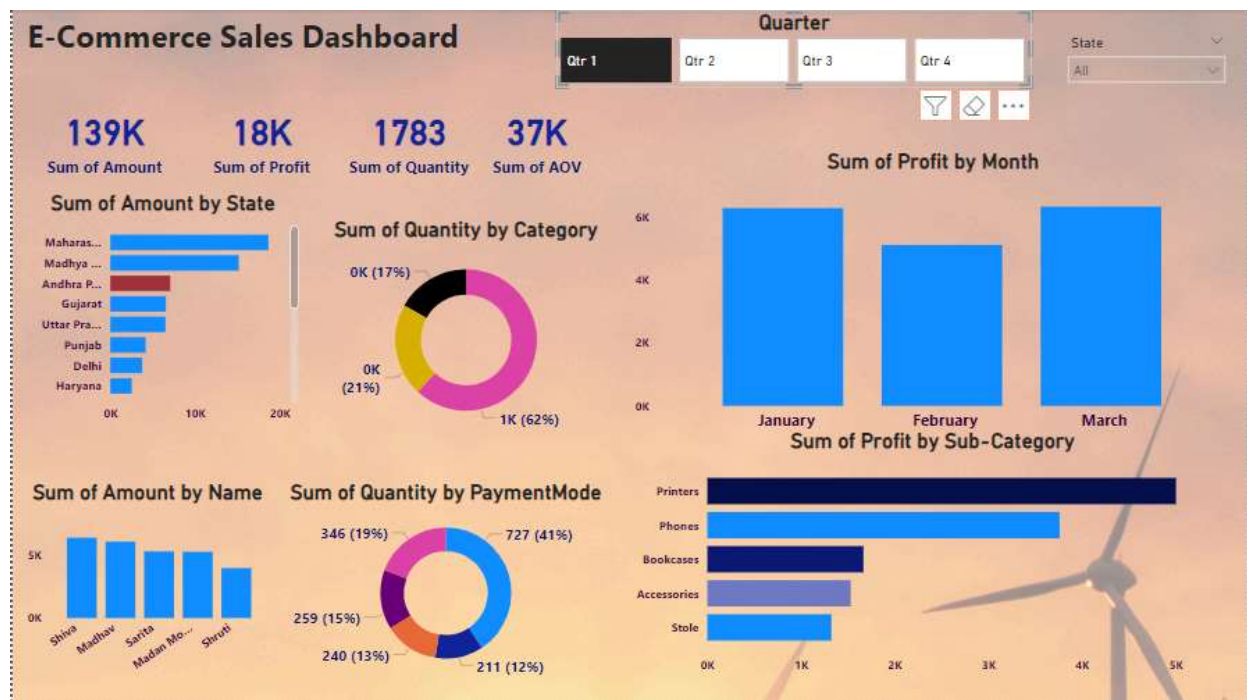 E-Commerce Sales Dashboard
Quarter
Qtr 1
Qtr 2
Qtr 3
Qtr 4
State
All
139K
Sum of Amount
18K
Sum of Profit
1783
Sum of Quantity
37K
Sum of AOV
Sum of Amount by State
Maharas...
Madhya ...
Andhra P...
Gujarat
Uttar Pra...
Punjab
Delhi
Haryana
0K 10K 20K
Sum of Quantity by Category
0K (17%)
0K
(21%)
1K (62%)
Sum of Profit by Month
6K
4K
2K
0K
January February March
Sum of Amount by Name
5K
0K
Shiva
Madhav
Sarita
Madan Mo...
Shruti
Sum of Quantity by PaymentMode
346 (19%)
727 (41%)
259 (15%)
240 (13%)
211 (12%)
Sum of Profit by Sub-Category
Printers
Phones
Bookcases
Accessories
Stole
0K 1K 2K 3K 4K 5K